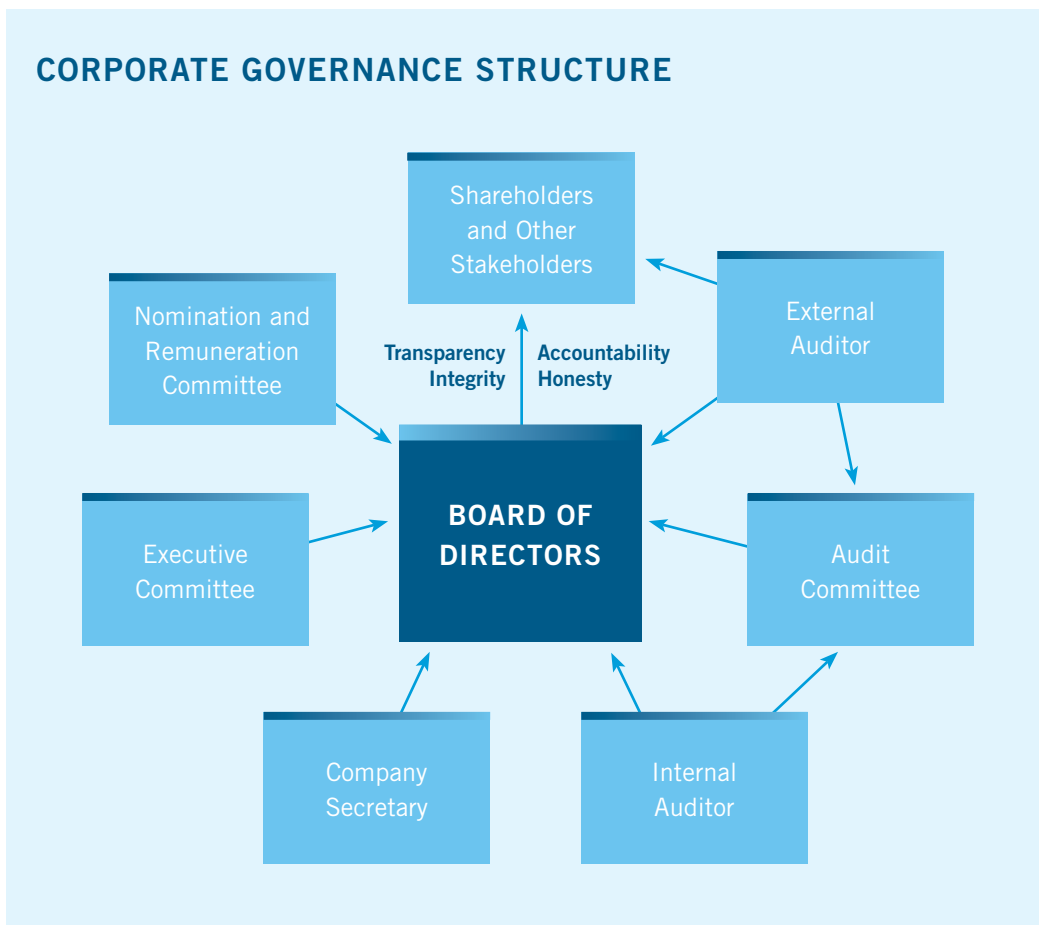 CORPORATE GOVERNANCE STRUCTURE
Shareholders
and Other
Stakeholders
External
Auditor
Nomination and
Remuneration
Committee
Transparency
Integrity
Accountability
Honesty
BOARD OF
DIRECTORS
Executive
Committee
Audit
Committee
Company
Secretary
Internal
Auditor